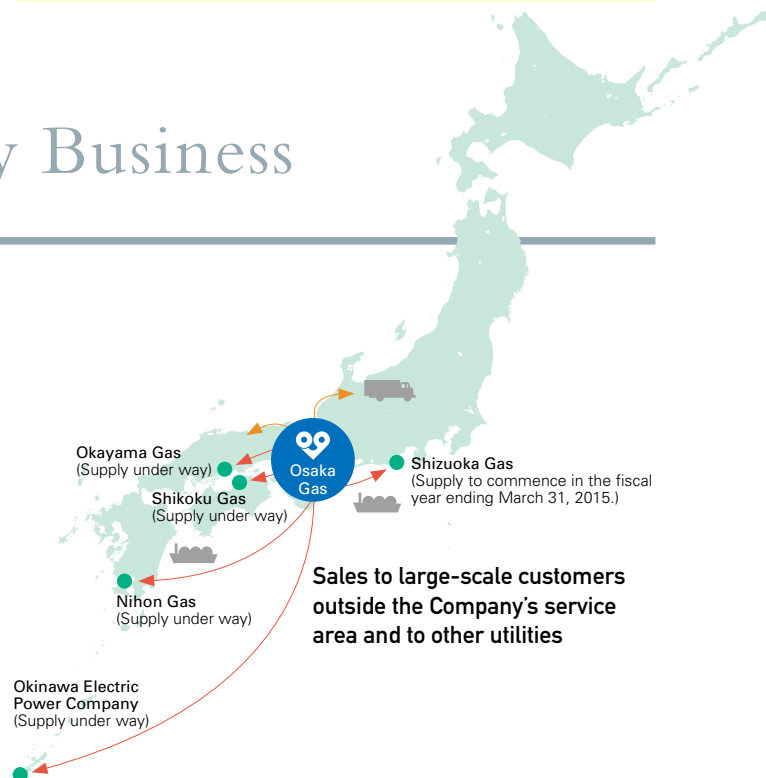 y Business
Okayama Gas
(Supply under way)
Shikoku Gas
(Supply under way)
Osaka
Gas
Shizuoka Gas
(Supply to commence in the fiscal
year ending March 31, 2015.)
Nihon Gas
(Supply under way)
Sales to large-scale customers
outside the Company’s service
area and to other utilities
Okinawa Electric
Power Company
(Supply under way)